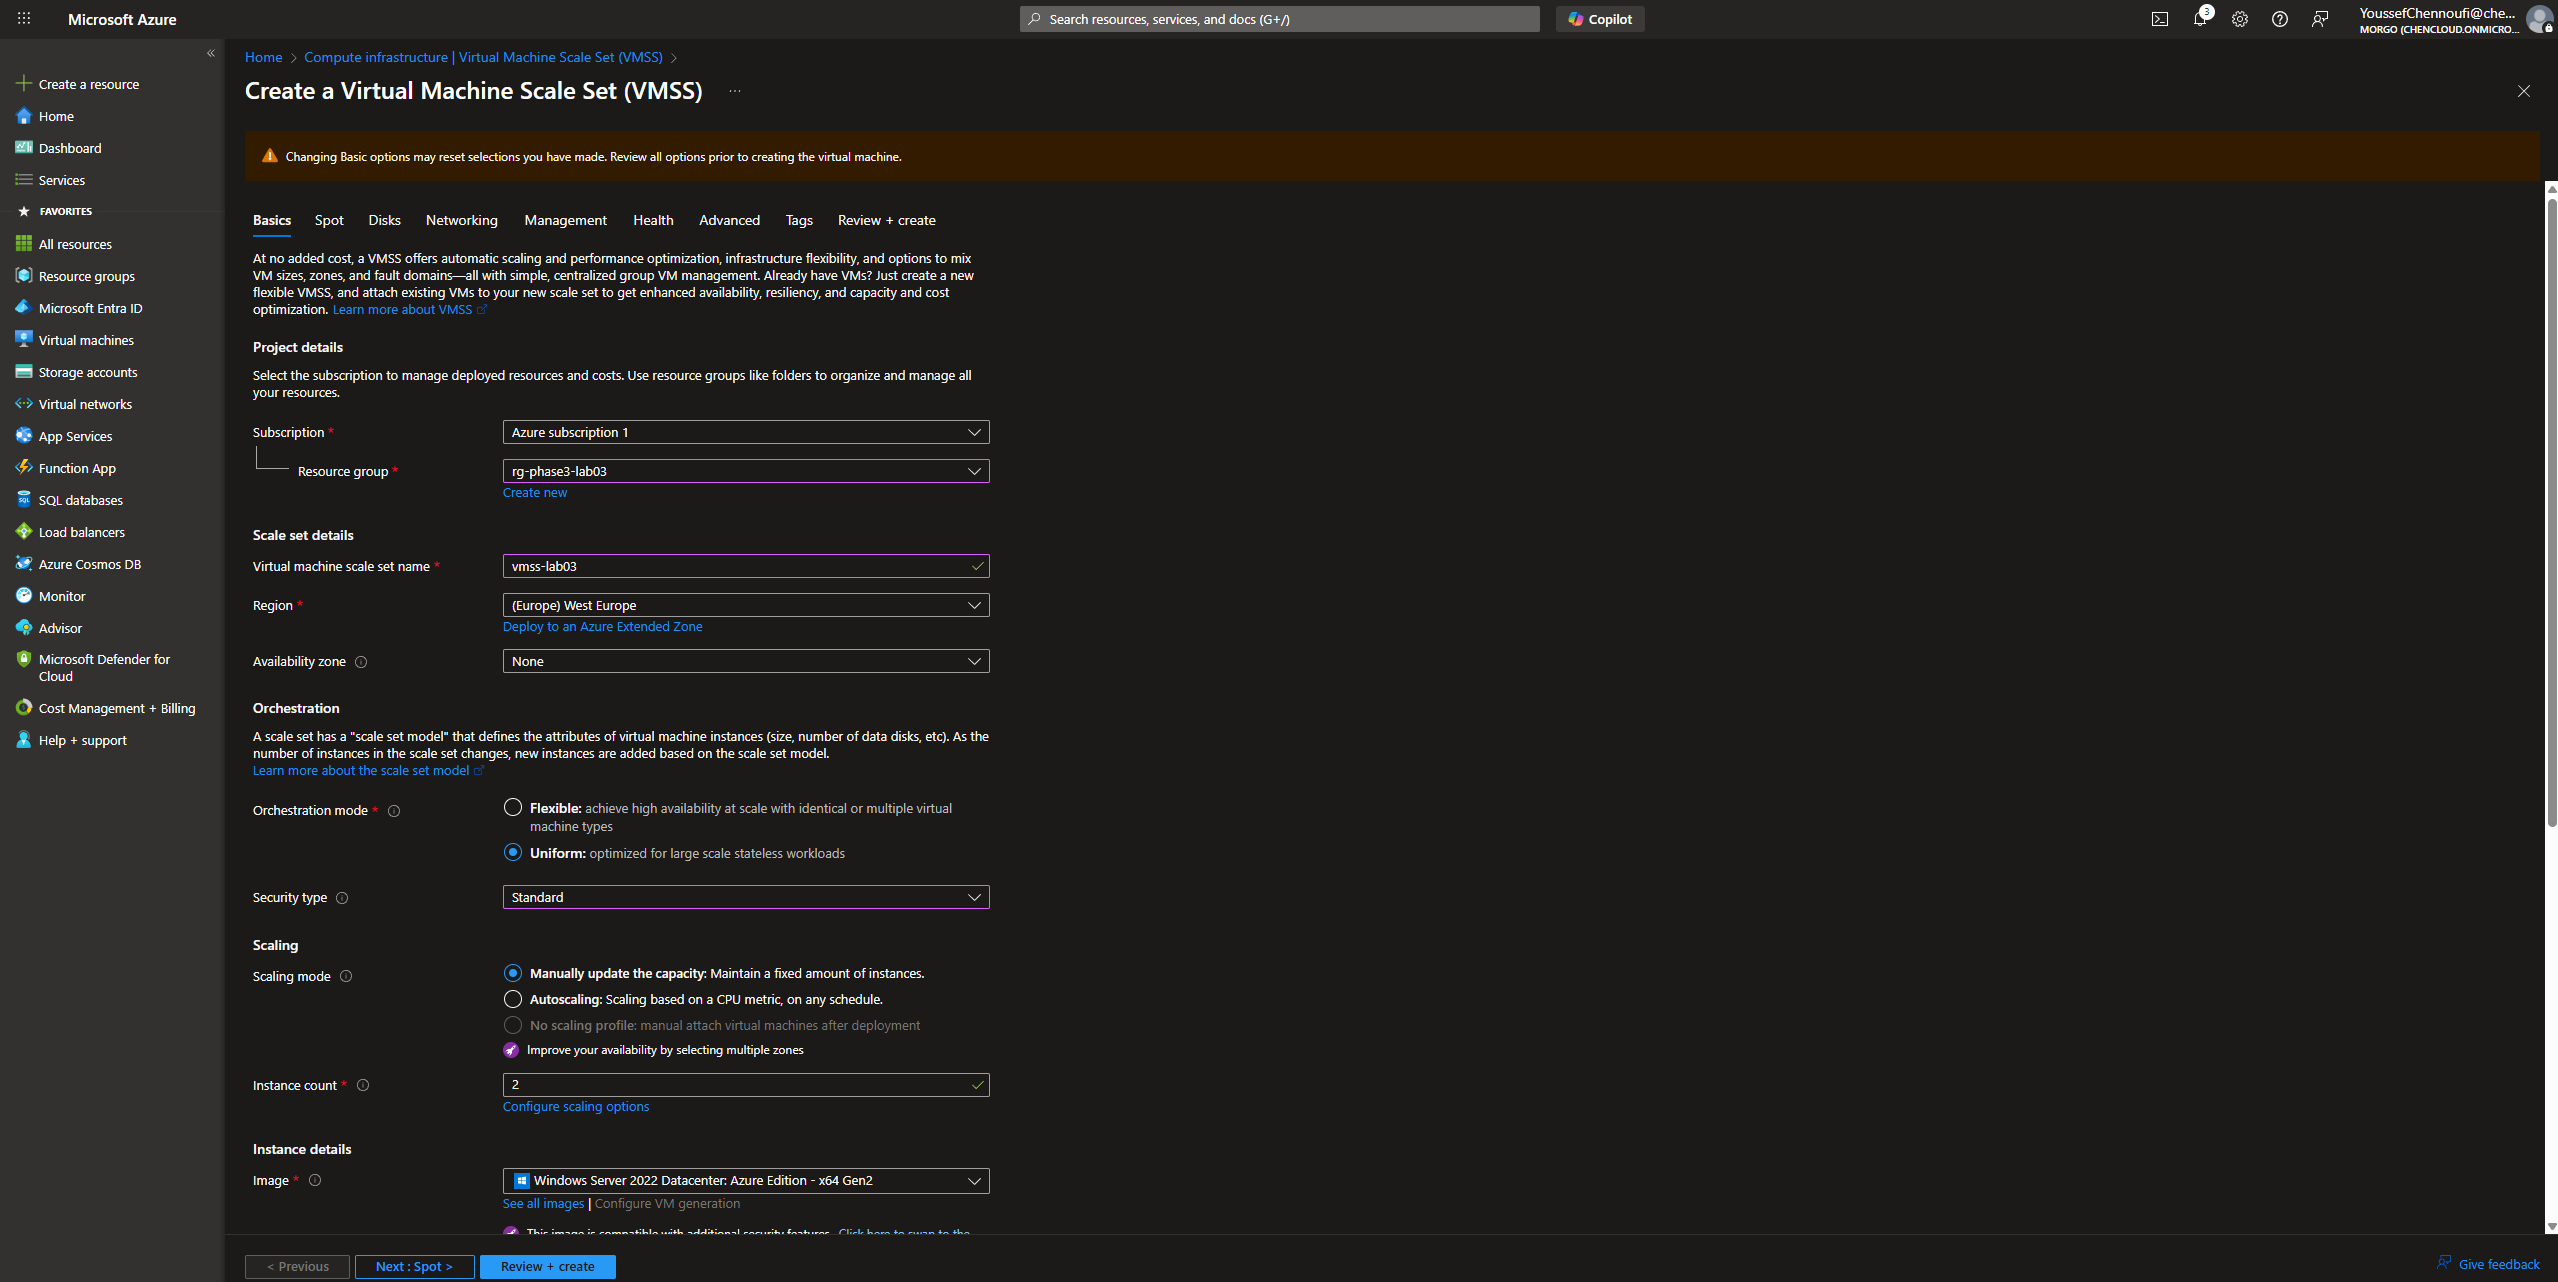 Microsoft Azure
Search resources, services, and docs (G+/)
Copilot
3
YoussefChennoufi@che...
MORGO (CHENCLOUD.ONMICRO...
Create a resource
Home
Dashboard
Services
FAVORITES
All resources
Resource groups
Microsoft Entra ID
Virtual machines
Storage accounts
Virtual networks
App Services
Function App
SQL databases
Load balancers
Azure Cosmos DB
Monitor
Advisor
Microsoft Defender for
Cloud
Cost Management + Billing
Help + support
Home > Compute infrastructure | Virtual Machine Scale Set (VMSS) >
Create a Virtual Machine Scale Set (VMSS) ...
Changing Basic options may reset selections you have made. Review all options prior to creating the virtual machine.
Basics Spot Disks Networking Management Health Advanced Tags Review + create
At no added cost, a VMSS offers automatic scaling and performance optimization, infrastructure flexibility, and options to mix
VM sizes, zones, and fault domains—all with simple, centralized group VM management. Already have VMs? Just create a new
flexible VMSS, and attach existing VMs to your new scale set to get enhanced availability, resiliency, and capacity and cost
optimization. Learn more about VMSS
Project details
Select the subscription to manage deployed resources and costs. Use resource groups like folders to organize and manage all
your resources.
Subscription * Azure subscription 1
Resource group * rg-phase3-lab03
Create new
Scale set details
Virtual machine scale set name * vmss-lab03
Region * (Europe) West Europe
Deploy to an Azure Extended Zone
Availability zone None
Orchestration
A scale set has a "scale set model" that defines the attributes of virtual machine instances (size, number of data disks, etc). As the
number of instances in the scale set changes, new instances are added based on the scale set model.
Learn more about the scale set model
Orchestration mode * Flexible: achieve high availability at scale with identical or multiple virtual
machine types
Uniform: optimized for large scale stateless workloads
Security type Standard
Scaling
Scaling mode Manually update the capacity: Maintain a fixed amount of instances.
Autoscaling: Scaling based on a CPU metric, on any schedule.
No scaling profile: manual attach virtual machines after deployment
Improve your availability by selecting multiple zones
Instance count * 2
Configure scaling options
Instance details
Image * Windows Server 2022 Datacenter: Azure Edition - x64 Gen2
See all images | Configure VM generation
This image is compatible with additional security features. Click here to swap to the
< Previous Next : Spot > Review + create
Give feedback